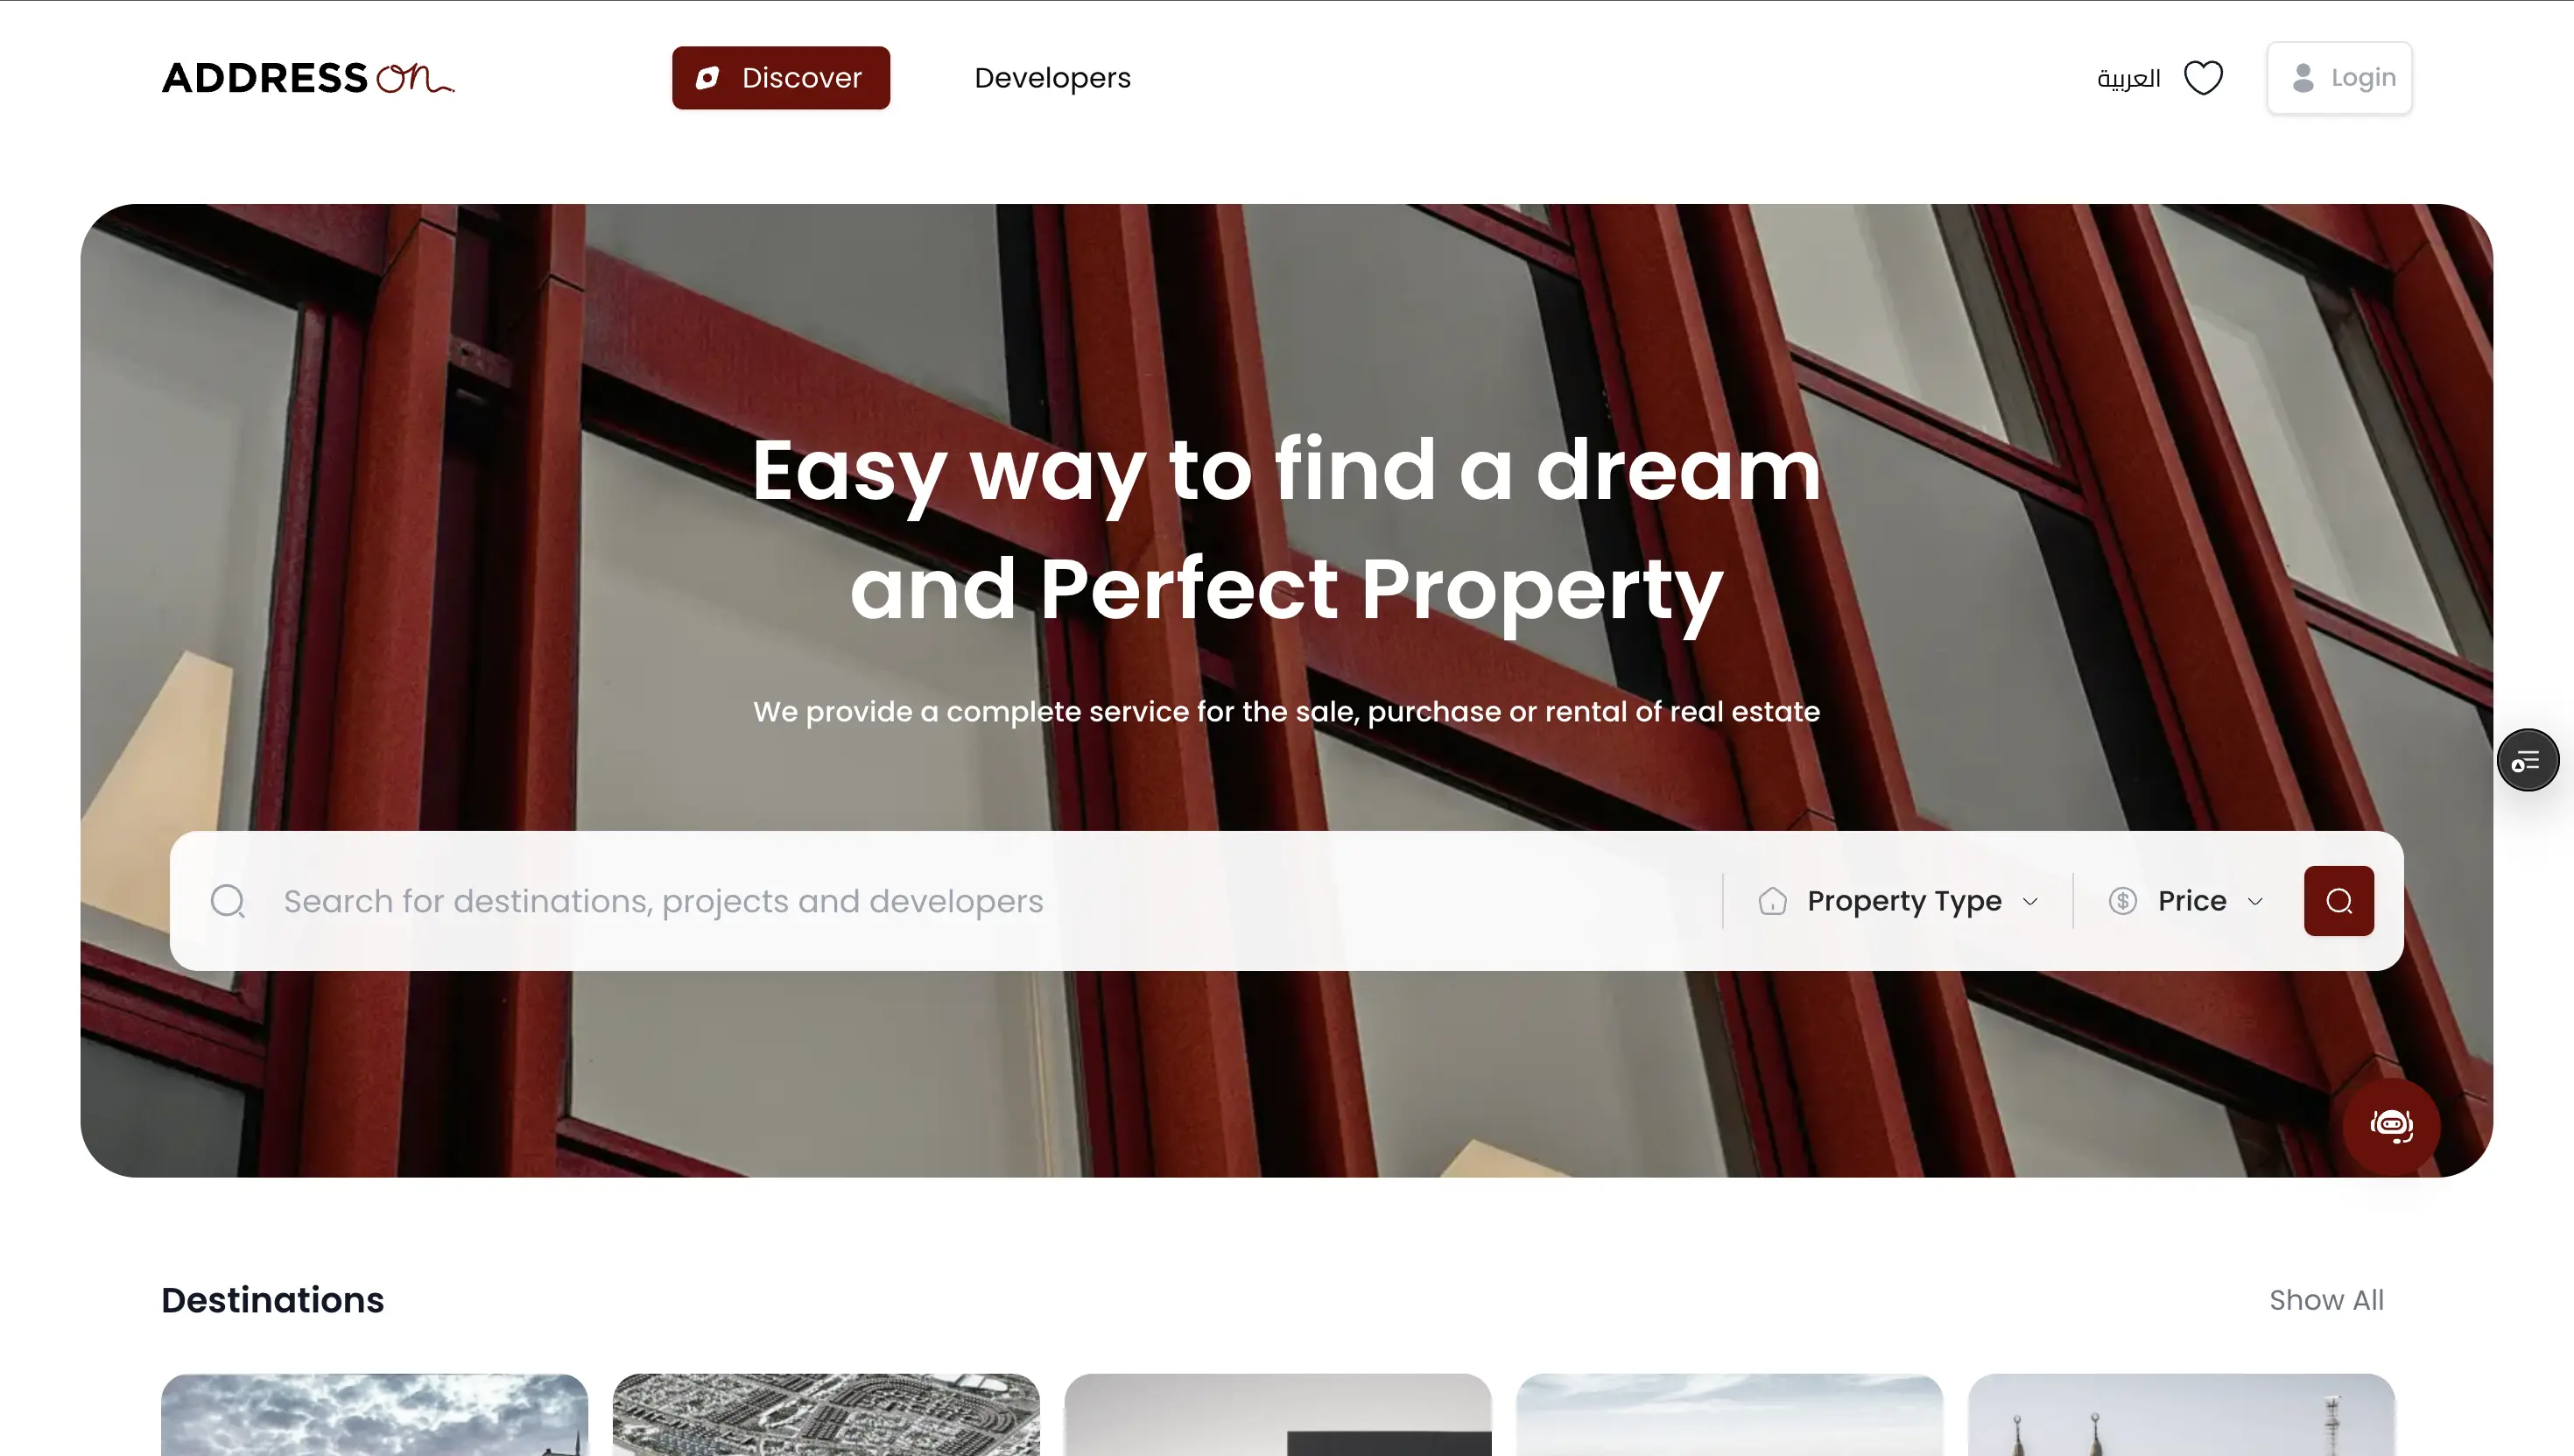 ADDRESS on
Discover
Developers
العربية
Login
Easy way to find a dream
and Perfect Property
We provide a complete service for the sale, purchase or rental of real estate
Search for destinations, projects and developers
Property Type
Price
Destinations
Show All